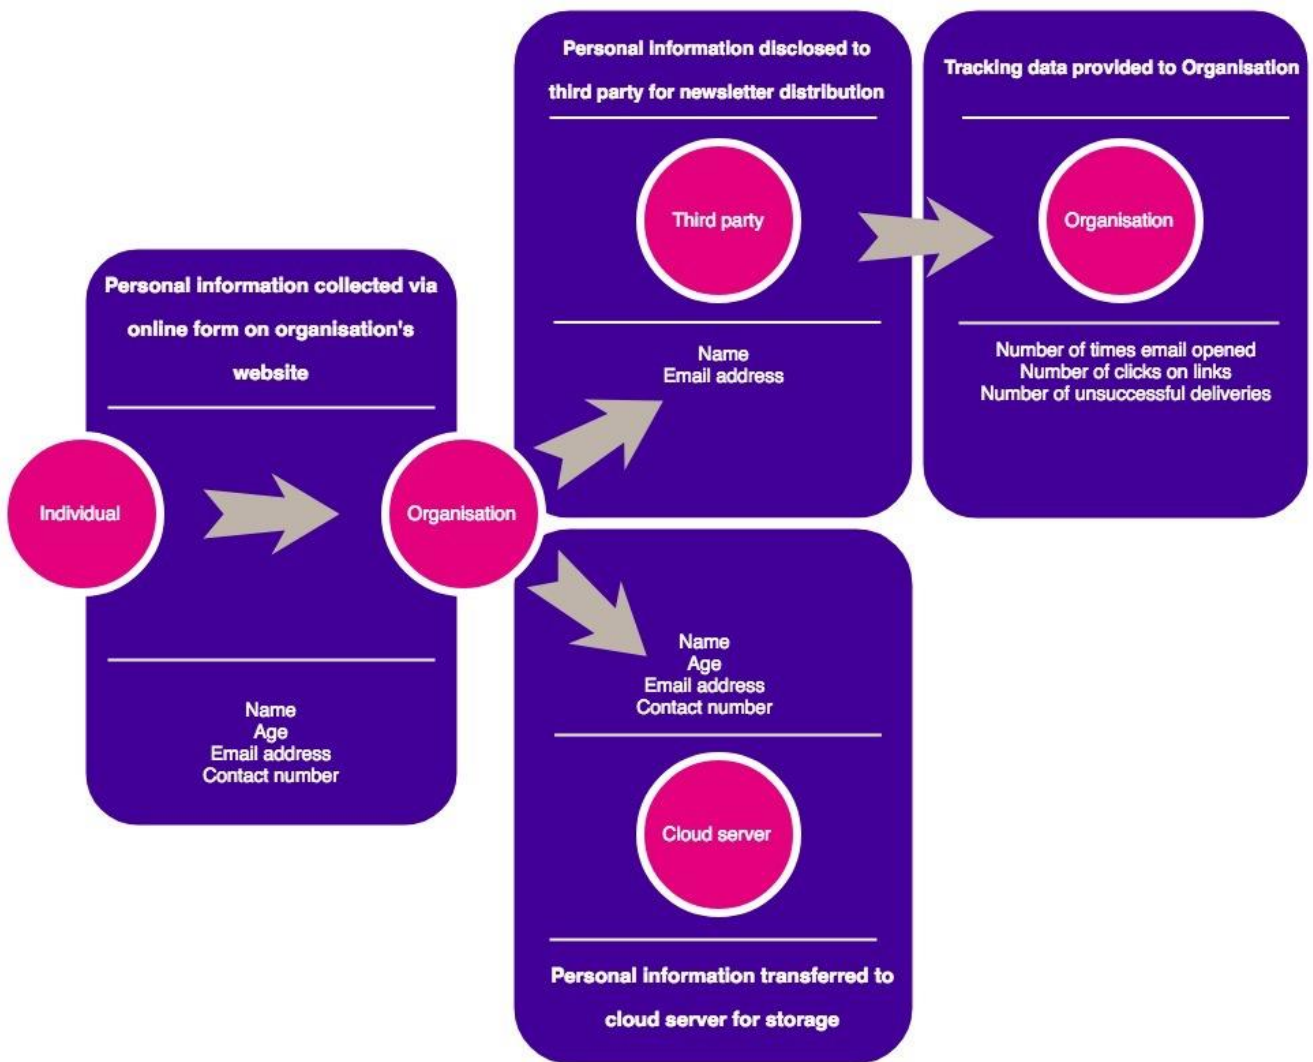 Personal information collected via
online form on organisation's
website
Individual
Organisation
Name
Age
Email address
Contact number
Personal information disclosed to
third party for newsletter distribution
Third party
Name
Email address
Tracking data provided to Organisation
Organisation
Number of times email opened
Number of clicks on links
Number of unsuccessful deliveries
Name
Age
Email address
Contact number
Cloud server
Personal information transferred to
cloud server for storage